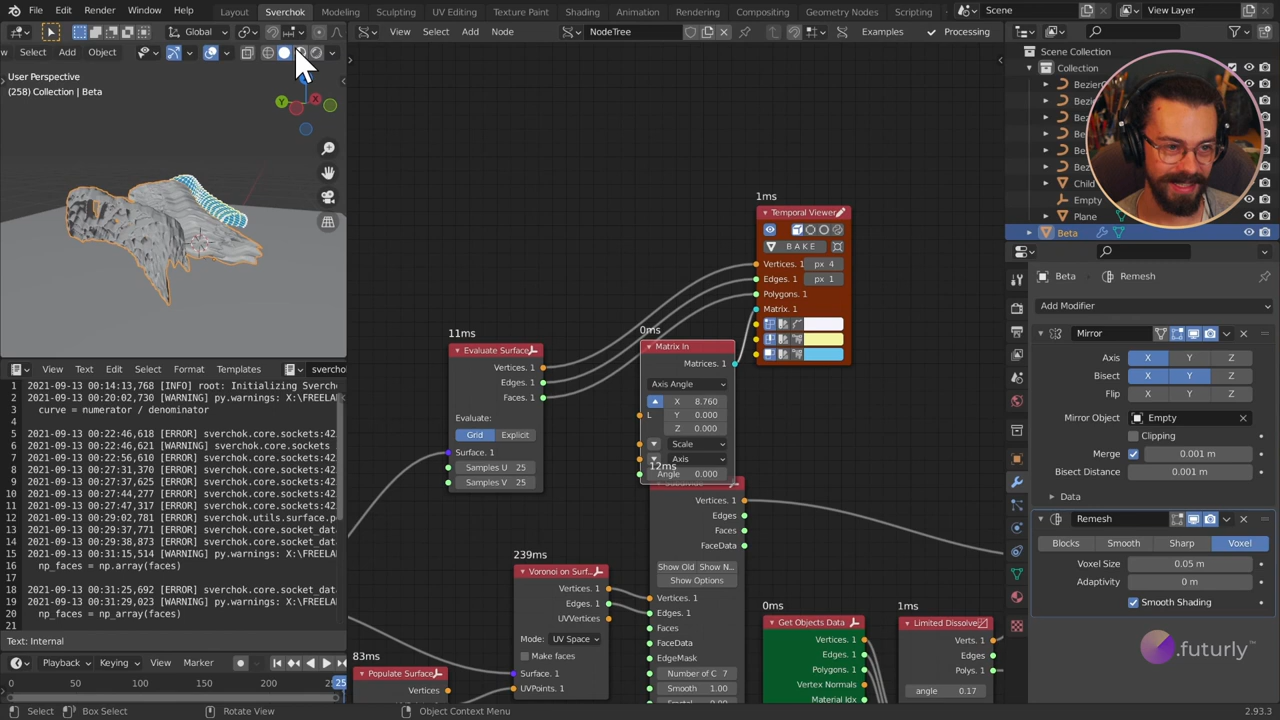 File Edit Render Window Help Layout Sverchok Modeling Sculpting UV Editing Texture Paint Shading Animation Rendering Compositing Geometry Nodes Scripting Scene View Layer
Global View Select Add Node NodeTree Examples Processing
Select Add Object
User Perspective
(258) Collection | Beta
Scene Collection
Collection
Child
Empty
Plane
Beta
Beta Remesh
Add Modifier
Mirror
Axis X Y Z
Bisect X Y Z
Flip X Y Z
Mirror Object Empty
Clipping
Merge 0.001 m
Bisect Distance 0.001 m
Data
Remesh
Blocks Smooth Sharp Voxel
Voxel Size 0.05 m
Adaptivity 0 m
Smooth Shading
.futurly™
1ms
Temporal Viewer
BAKE
Vertices. 1 px 4
Edges. 1 px 1
Polygons. 1
Matrix. 1
11ms
Evaluate Surface
Vertices. 1
Edges. 1
Faces. 1
Evaluate:
Grid Explicit
Surface. 1
Samples U 25
Samples V 25
0ms
Matrix In
Matrices. 1
Axis Angle
X 8.760
L Y 0.000
Z 0.000
Scale
Axis
12ms
Angle 0.000
Vertices. 1
Edges
Faces
FaceData
Show Old Show N...
Show Options
Vertices. 1
Edges. 1
Faces
FaceData
EdgeMask
Number of C 7
Smooth 1.00
239ms
Voronoi on Surf...
Vertices. 1
Edges. 1
UVVertices
Mode: UV Space
Make faces
Surface. 1
UVPoints. 1
83ms
Populate Surface
Vertices
0ms
Get Objects Data
Vertices. 1
Edges. 1
Polygons. 1
Vertex Normals
Material Idx
1ms
Limited Dissolve
Verts. 1
Edges
Polys. 1
angle 0.17
View Text Edit Select Format Templates
1 2021-09-13 00:14:13,768 [INFO] root: Initializing Sverch
2 2021-09-13 00:20:02,730 [WARNING] py.warnings: X:\FREELAN
3 curve = numerator / denominator
4
5 2021-09-13 00:22:46,618 [ERROR] sverchok.core.sockets:42
6 2021-09-13 00:22:46,621 [WARNING] sverchok.core.sockets
7 2021-09-13 00:22:56,610 [ERROR] sverchok.core.sockets:42
8 2021-09-13 00:27:31,370 [ERROR] sverchok.core.sockets:42
9 2021-09-13 00:27:37,625 [ERROR] sverchok.core.sockets:42
10 2021-09-13 00:27:44,277 [ERROR] sverchok.core.sockets:42
11 2021-09-13 00:27:47,317 [ERROR] sverchok.core.sockets:42
12 2021-09-13 00:29:02,781 [ERROR] sverchok.utils.surface.p
13 2021-09-13 00:29:37,771 [ERROR] sverchok.core.socket_dat
14 2021-09-13 00:29:38,241 [ERROR] sverchok.core.socket_dat
15 2021-09-13 00:31:15,553 [WARNING] py.warnings: X:\FREELA
16 np_faces = np.array(faces)
17
18 2021-09-13 00:31:25,692 [ERROR] sverchok.core.socket_dat
19 2021-09-13 00:31:29,023 [WARNING] py.warnings: X:\FREELA
20 np_faces = np.array(faces)
21
Text: Internal
Playback Keying View Marker
0 50 100 150 200 25
Select Box Select Rotate View Object Context Menu 2.93.3